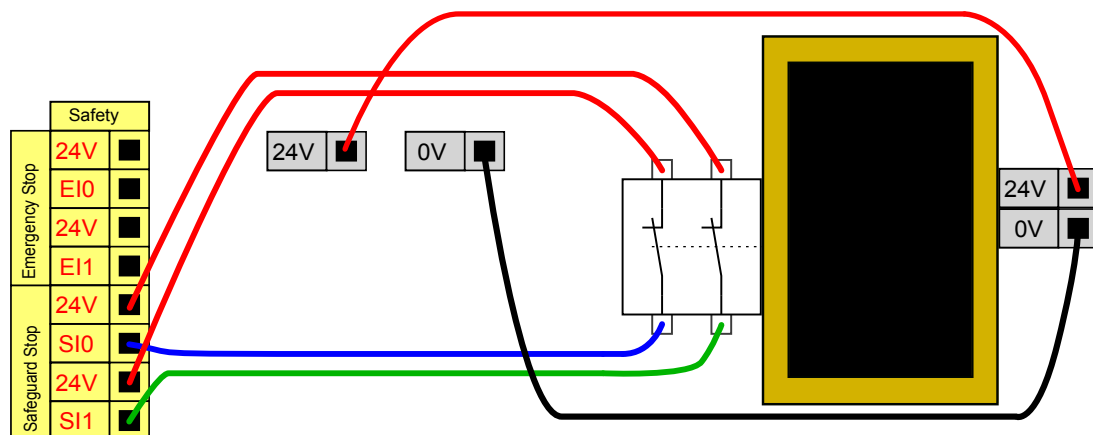 Safety
Emergency Stop
24V
EI0
24V
EI1
Safeguard Stop
24V
SI0
24V
SI1
24V
0V
24V
0V